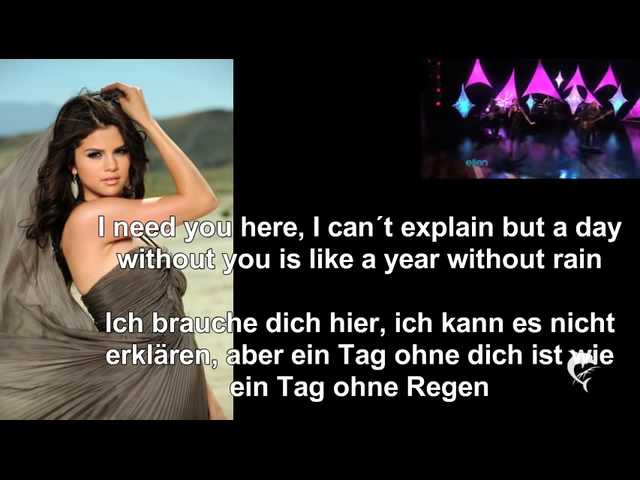 ellen
I need you here, I can´t explain but a day
without you is like a year without rain
Ich brauche dich hier, ich kann es nicht
erklären, aber ein Tag ohne dich ist wie
ein Tag ohne Regen